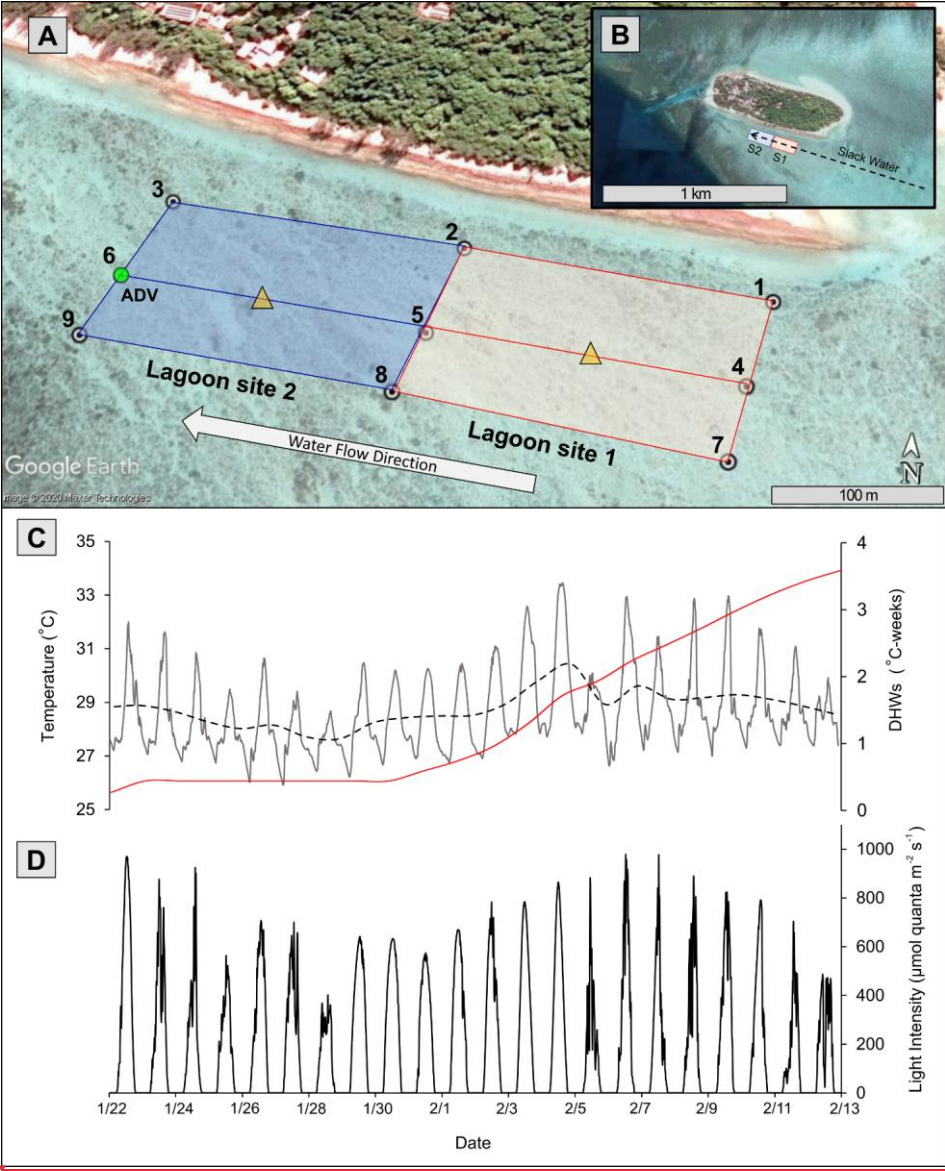 A
B
S2
S1
Slack Water
1 km
3
2
6
1
ADV
5
4
9
8
Lagoon site 2
Lagoon site 1
7
Water Flow Direction
N
Google Earth
Image © 2020 Maxar Technologies
100 m
C
Temperature (°C)
35
33
31
29
27
25
4
3
2
1
0
DHWs (°C-weeks)
D
1000
800
600
400
200
0
Light Intensity (µmol quanta m⁻² s⁻¹)
1/22 1/24 1/26 1/28 1/30 2/1 2/3 2/5 2/7 2/9 2/11 2/13
Date